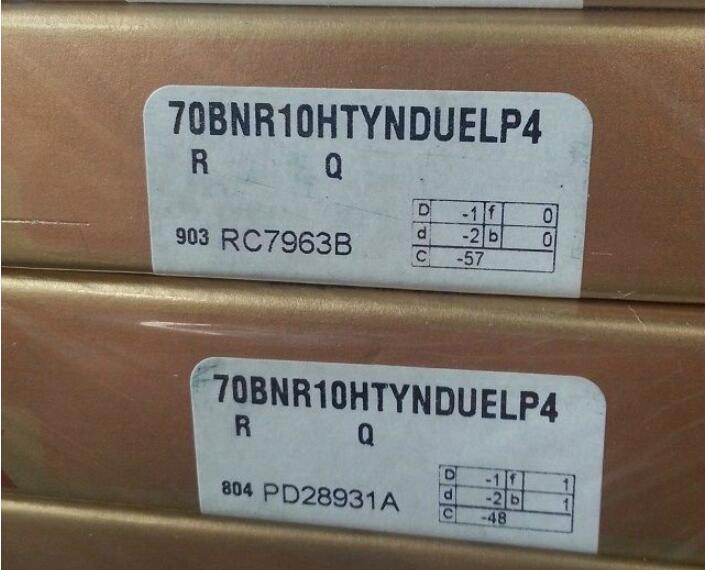 70BNR10HTYNDUELP4
R Q
D -1 f 0
903 RC7963B d -2 b 0
C -57
70BNR10HTYNDUELP4
R Q
D -1 f 1
804 PD28931A d -2 b 1
C -48